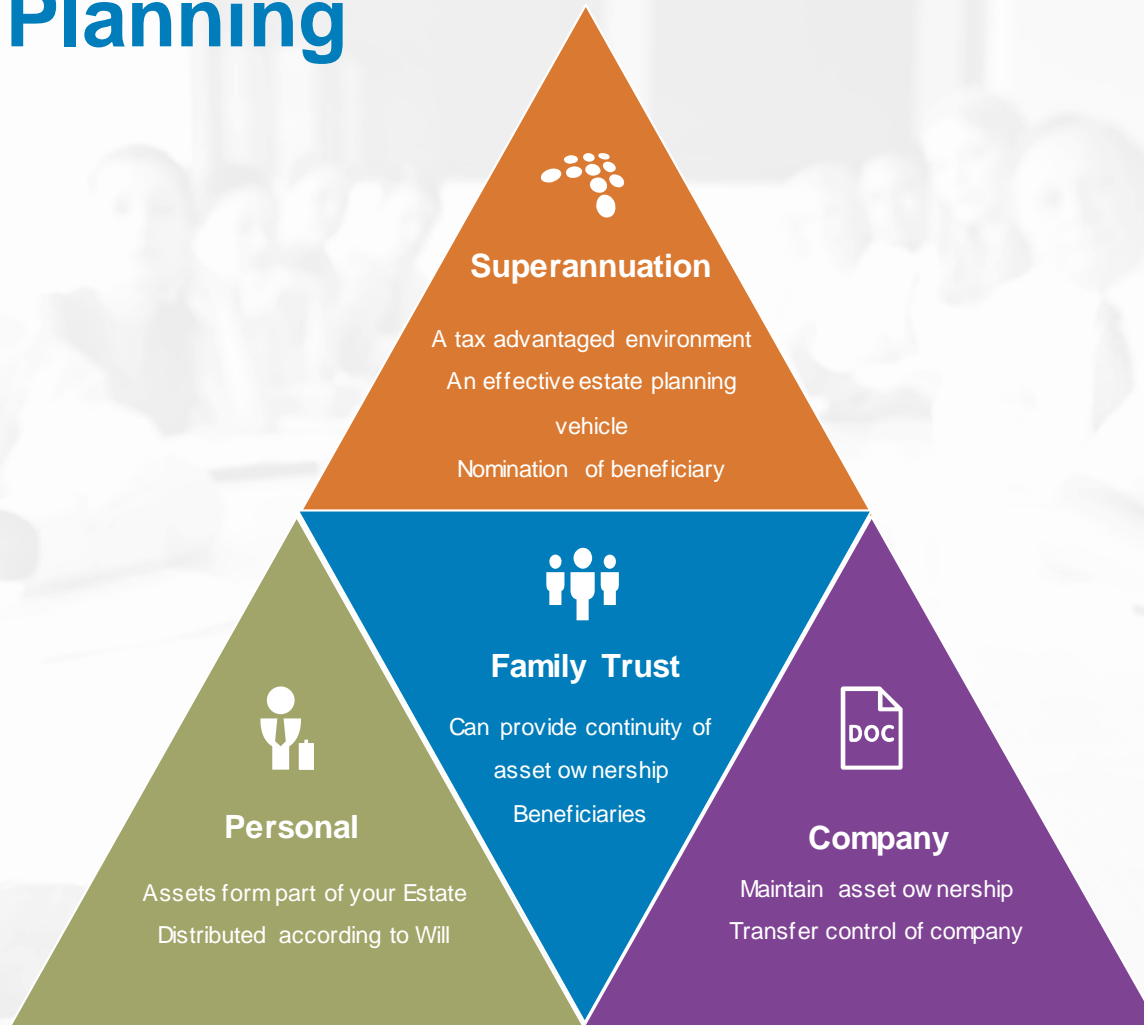 Planning
Superannuation
A tax advantaged environment
An effective estate planning
vehicle
Nomination of beneficiary
Family Trust
Can provide continuity of
asset ownership
Beneficiaries
Personal
Assets form part of your Estate
Distributed according to Will
DOC
Company
Maintain asset ownership
Transfer control of company